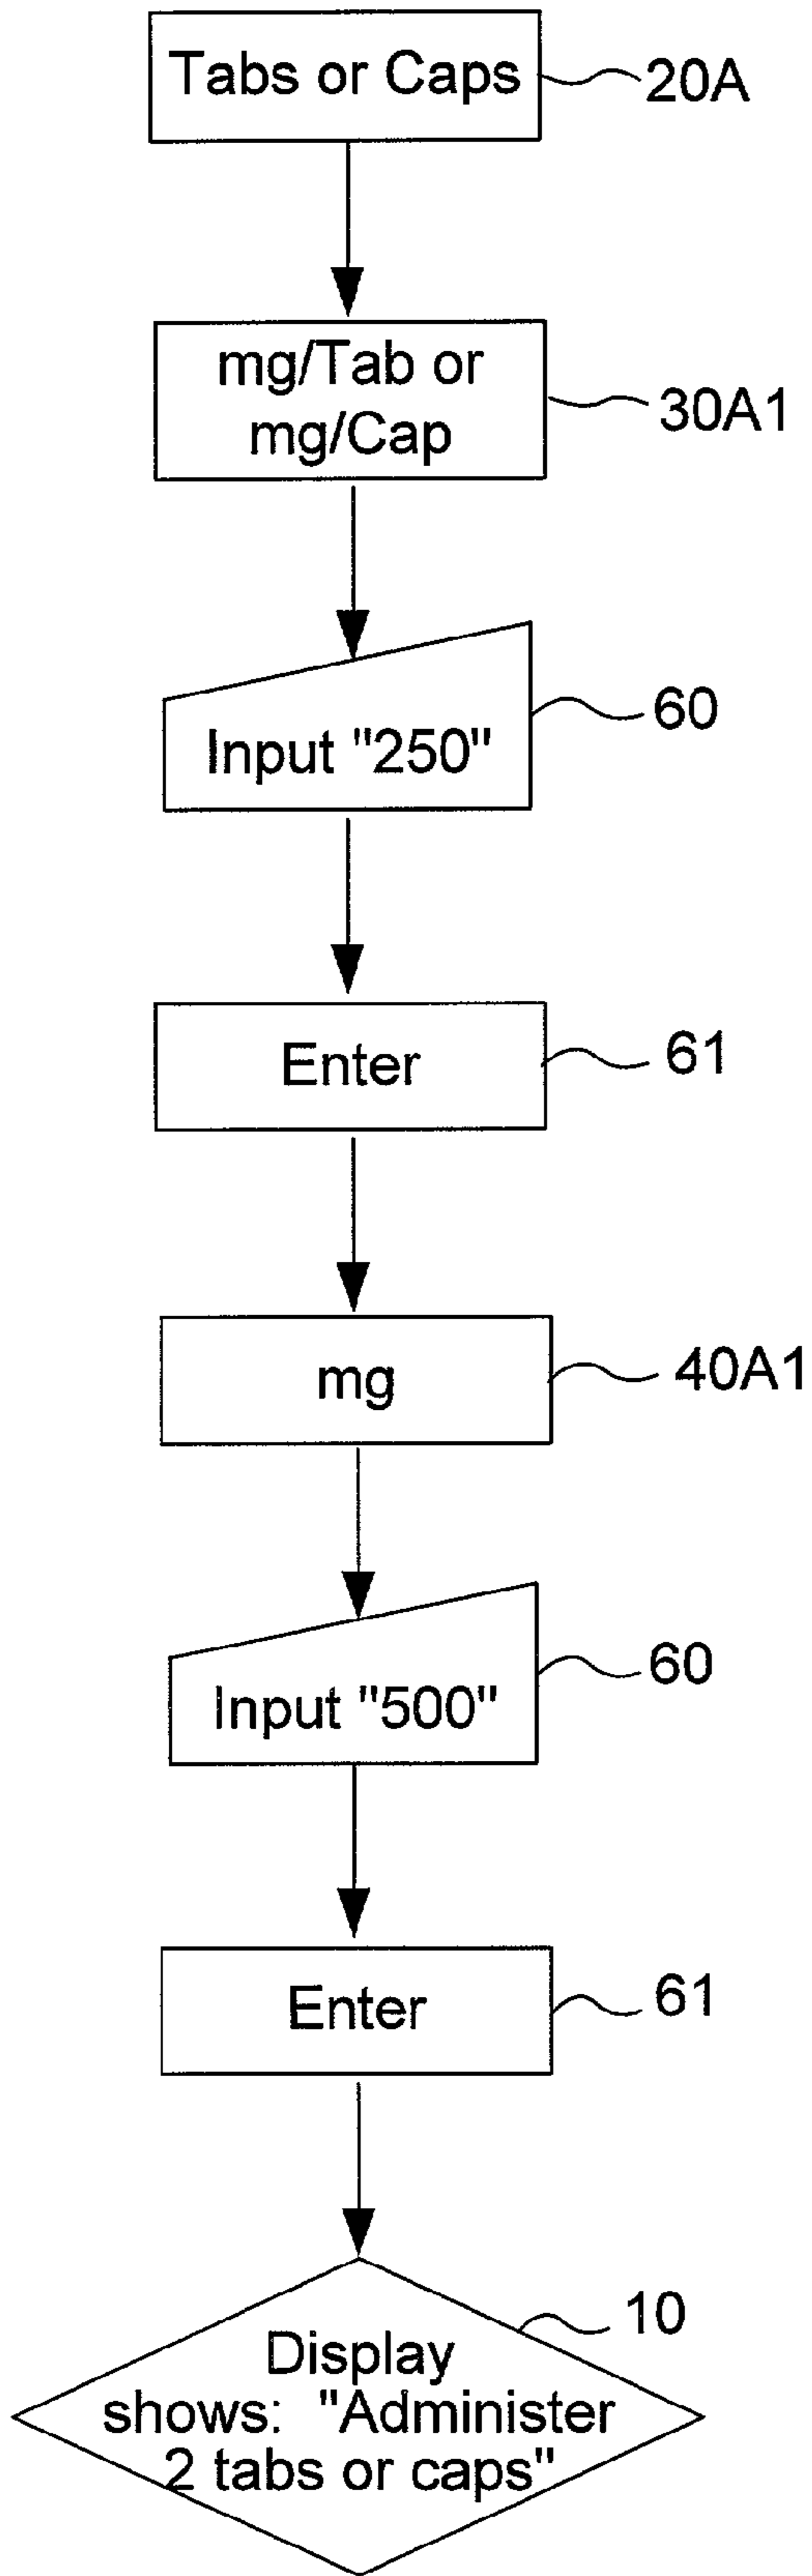 Tabs or Caps
20A
mg/Tab or
mg/Cap
30A1
Input "250"
60
Enter
61
mg
40A1
Input "500"
60
Enter
61
Display
shows: "Administer
2 tabs or caps"
10